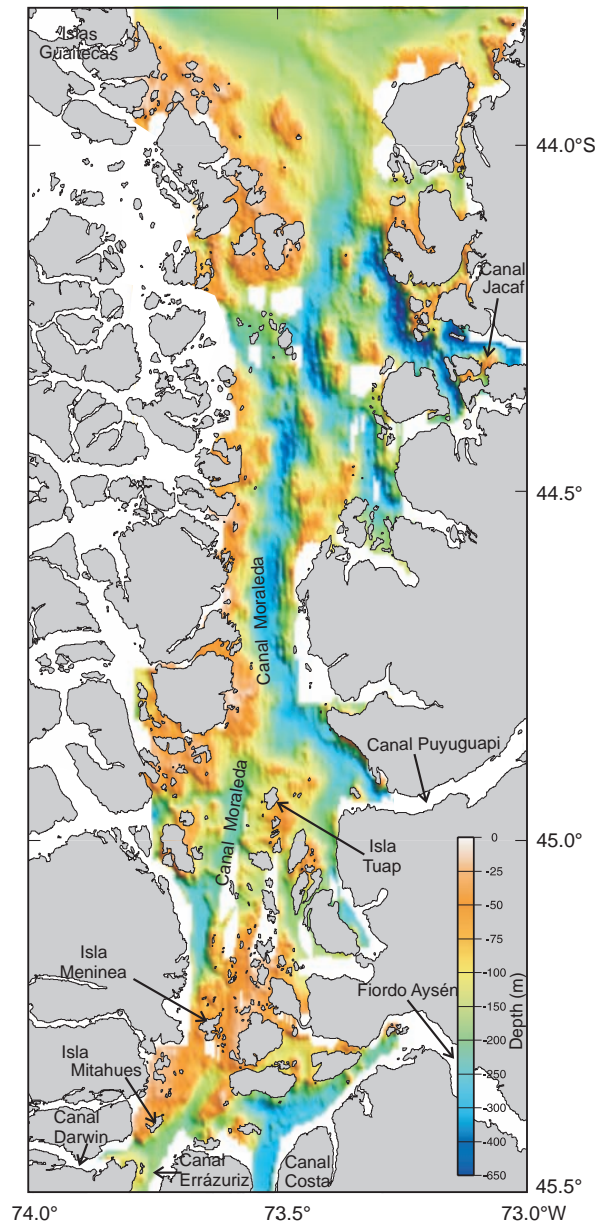 Islas
Guaitecas
44.0°S
Canal
Jacaf
44.5°
Canal Moraleda
Canal Puyuguapi
Canal Moraleda
45.0°
Isla
Tuap
0
-25
-50
-75
-100
-150
-200
-250
-300
-400
-650
Depth (m)
Isla
Meninea
Fiordo Aysén
Isla
Mitahues
Canal
Darwin
Canal
Errázuriz
Canal
Costa
45.5°
74.0°
73.5°
73.0°W